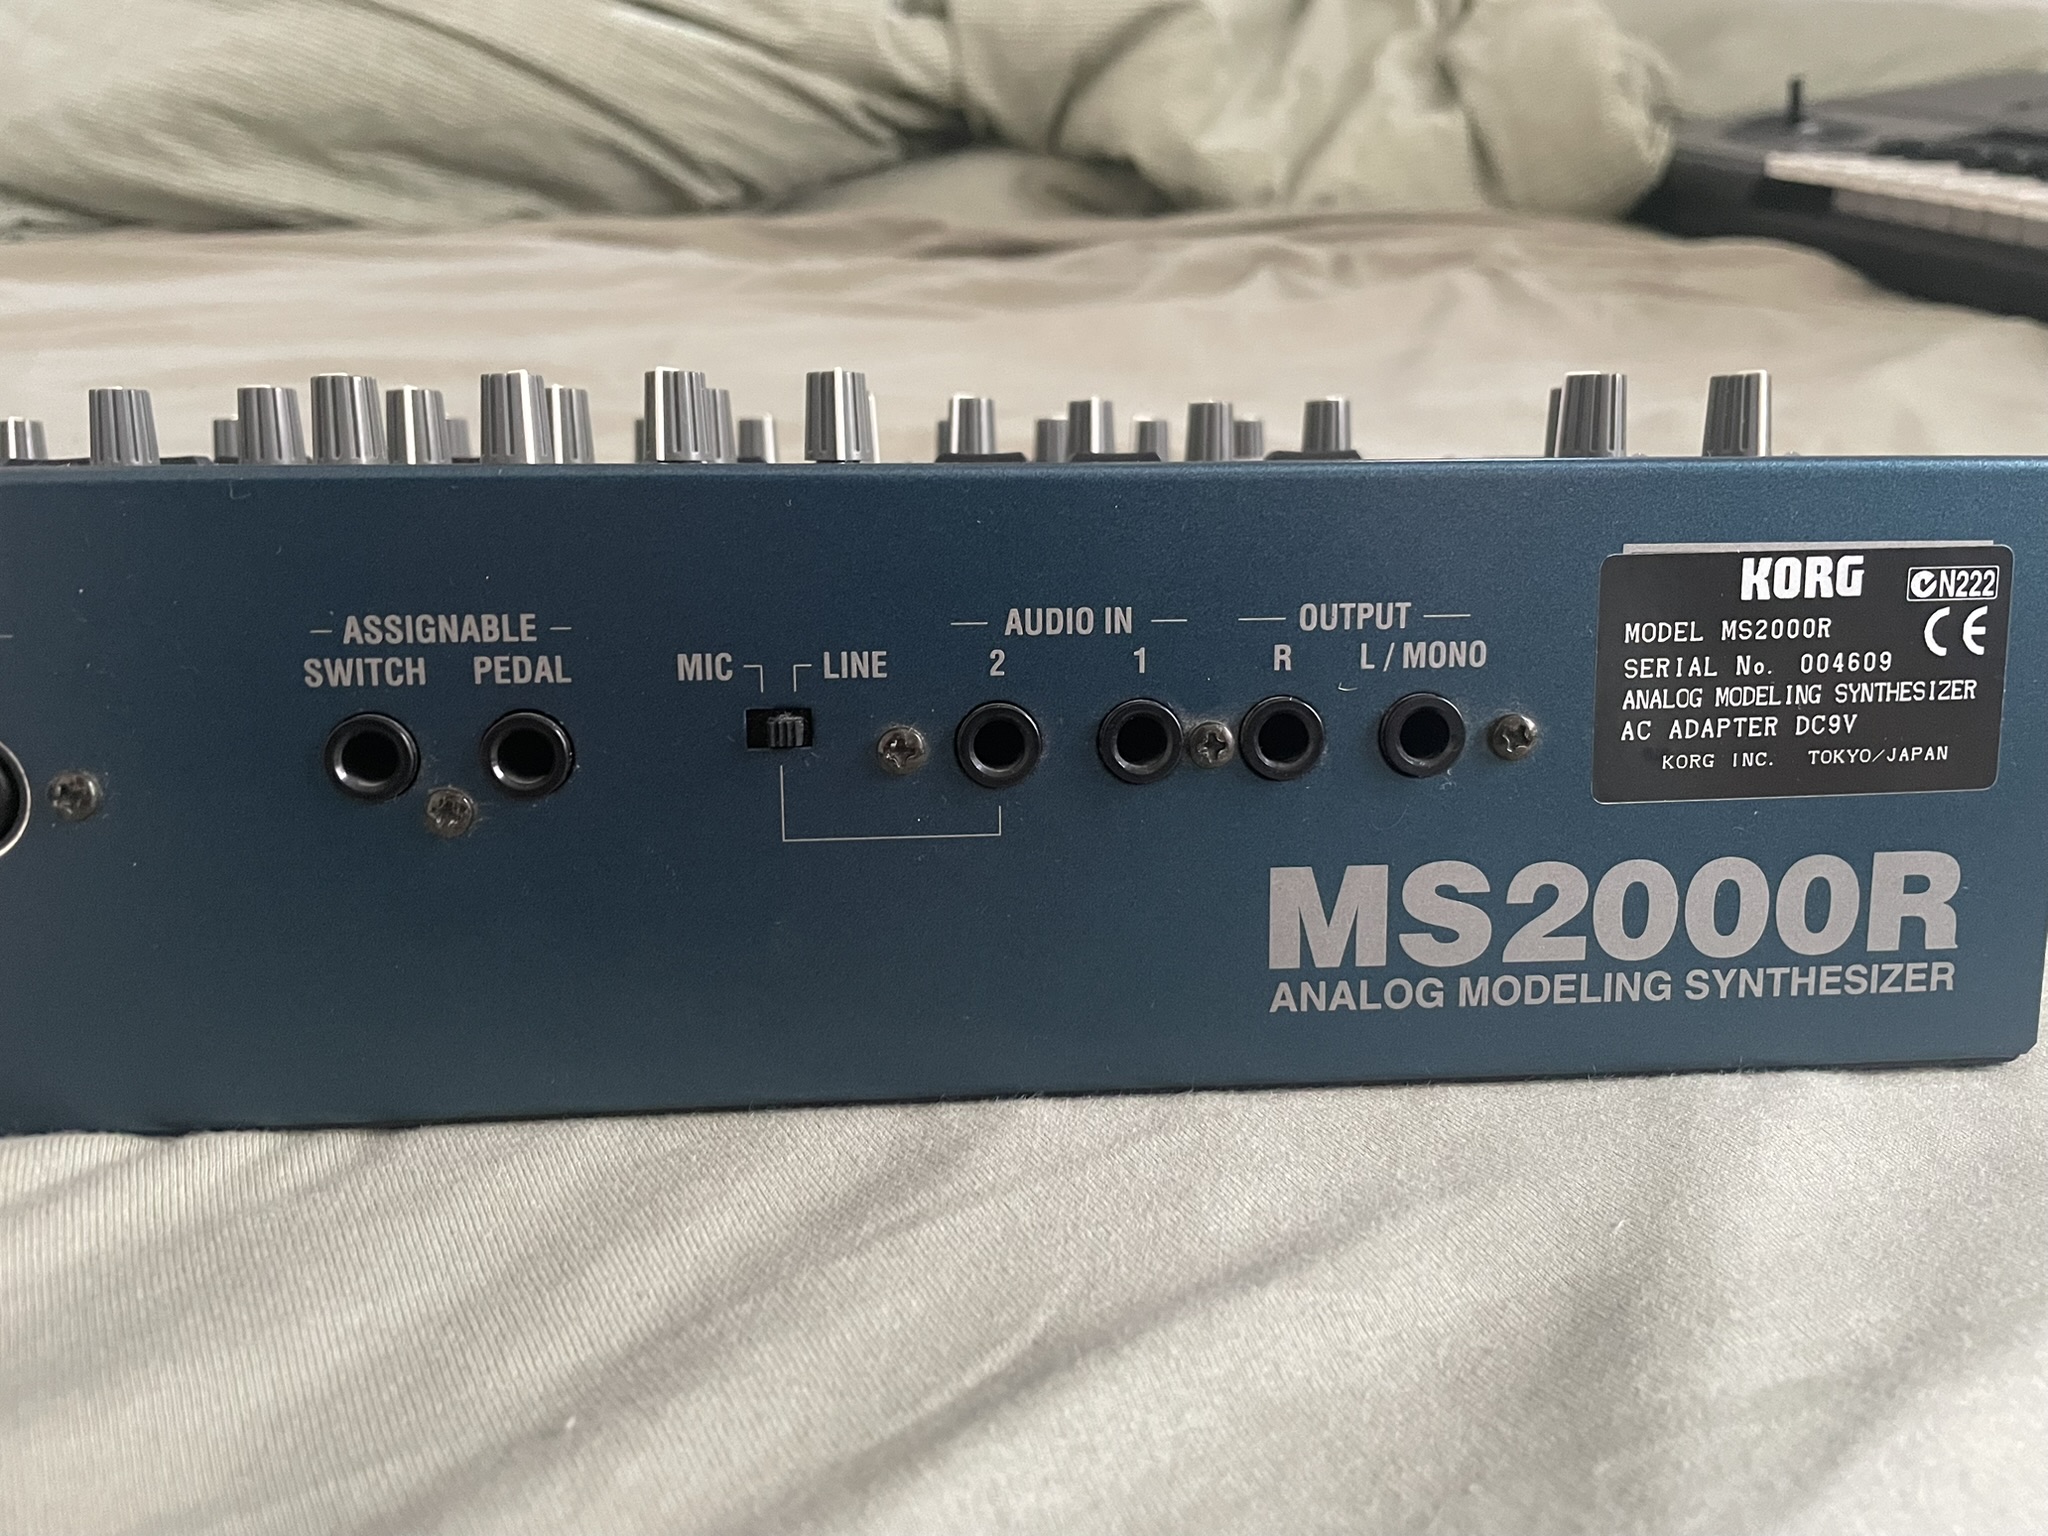 ASSIGNABLE
SWITCH PEDAL
MIC LINE
AUDIO IN
2 1
OUTPUT
R L/MONO
KORG
N222
MODEL MS2000R
CE
SERIAL No. 004609
ANALOG MODELING SYNTHESIZER
AC ADAPTER DC9V
KORG INC. TOKYO/JAPAN
MS2000R
ANALOG MODELING SYNTHESIZER